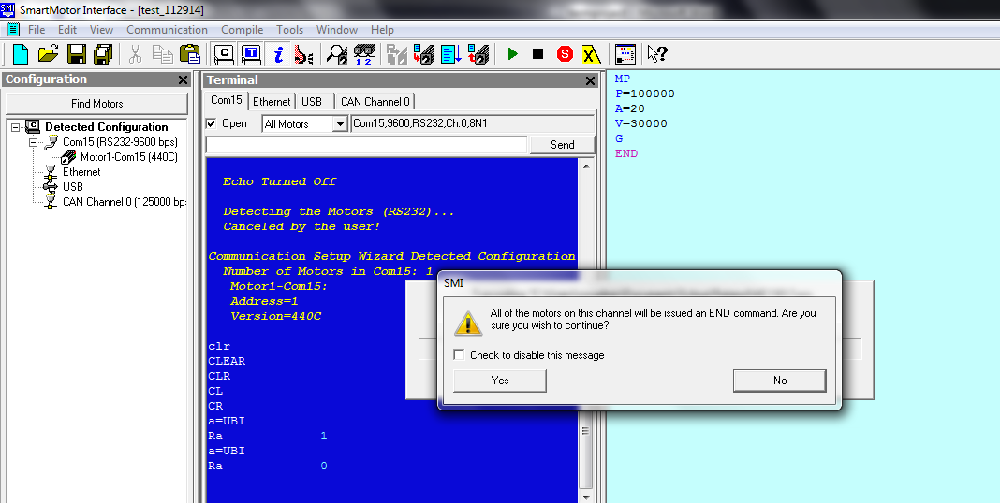 SmartMotor Interface - [test_112914]
File Edit View Communication Compile Tools Window Help
Configuration
Find Motors
Detected Configuration
Com15 (RS232-9600 bps)
Motor1-Com15 (440C)
Ethernet
USB
CAN Channel 0 (125000 bp
Terminal
Com15 Ethernet USB CAN Channel 0
Open All Motors Com15,9600,RS232,Ch:0,8N1
Send
Echo Turned Off
Detecting the Motors (RS232)...
Canceled by the user!
Communication Setup Wizard Detected Configuration
Number of Motors in Com15: 1
Motor1-Com15:
Address=1
Version=440C
clr
CLEAR
CLR
CL
CR
a=UBI
Ra 1
a=UBI
Ra 0
MP
P=100000
A=20
V=30000
G
END
SMI
All of the motors on this channel will be issued an END command. Are you
sure you wish to continue?
Check to disable this message
Yes No